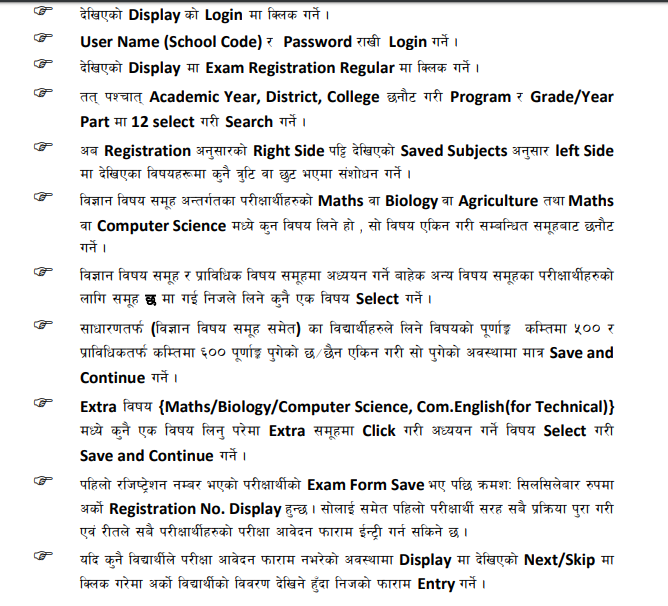 ☞ देखिएको Display को Login मा क्लिक गर्ने ।
☞ User Name (School Code) र Password राखी Login गर्ने ।
☞ देखिएको Display मा Exam Registration Regular मा क्लिक गर्ने ।
☞ तत् पश्चात् Academic Year, District, College छनौट गरी Program र Grade/Year
Part मा 12 select गरी Search गर्ने ।
☞ अब Registration अनुसारको Right Side पट्टि देखिएको Saved Subjects अनुसार left Side
मा देखिएका विषयहरूमा कुनै त्रुटि वा छुट भएमा संशोधन गर्ने ।
☞ विज्ञान विषय समूह अन्तर्गतका परीक्षार्थीहरुको Maths वा Biology वा Agriculture तथा Maths
वा Computer Science मध्ये कुन विषय लिने हो , सो विषय एकिन गरी सम्बन्धित समूहबाट छनौट
गर्ने ।
☞ विज्ञान विषय समूह र प्राविधिक विषय समूहमा अध्ययन गर्ने बाहेक अन्य विषय समूहका परीक्षार्थीहरुको
लागि समूह छ मा गई निजले लिने कुनै एक विषय Select गर्ने ।
☞ साधारणतर्फ (विज्ञान विषय समूह समेत) का विद्यार्थीहरुले लिने विषयको पूर्णाङ्क कम्तिमा ५०० र
प्राविधिकतर्फ कम्तिमा ६०० पूर्णाङ्क पुगेको छ/छैन एकिन गरी सो पुगेको अवस्थामा मात्र Save and
Continue गर्ने ।
☞ Extra विषय {Maths/Biology/Computer Science, Com.English(for Technical)}
मध्ये कुनै एक विषय लिनु परेमा Extra समूहमा Click गरी अध्ययन गर्ने विषय Select गरी
Save and Continue गर्ने ।
☞ पहिलो रजिष्ट्रेशन नम्बर भएको परीक्षार्थीको Exam Form Save भए पछि क्रमशः सिलसिलेबार रुपमा
अर्को Registration No. Display हुन्छ । सोलाई समेत पहिलो परीक्षार्थी सरह सबै प्रक्रिया पुरा गरी
एवं रीतले सबै परीक्षार्थीहरुको परीक्षा आवेदन फाराम ईन्ट्री गर्न सकिने छ ।
☞ यदि कुनै विद्यार्थीले परीक्षा आवेदन फाराम नभरेको अवस्थामा Display मा देखिएको Next/Skip मा
क्लिक गरेमा अर्को विद्यार्थीको विवरण देखिने हुँदा निजको फाराम Entry गर्ने ।